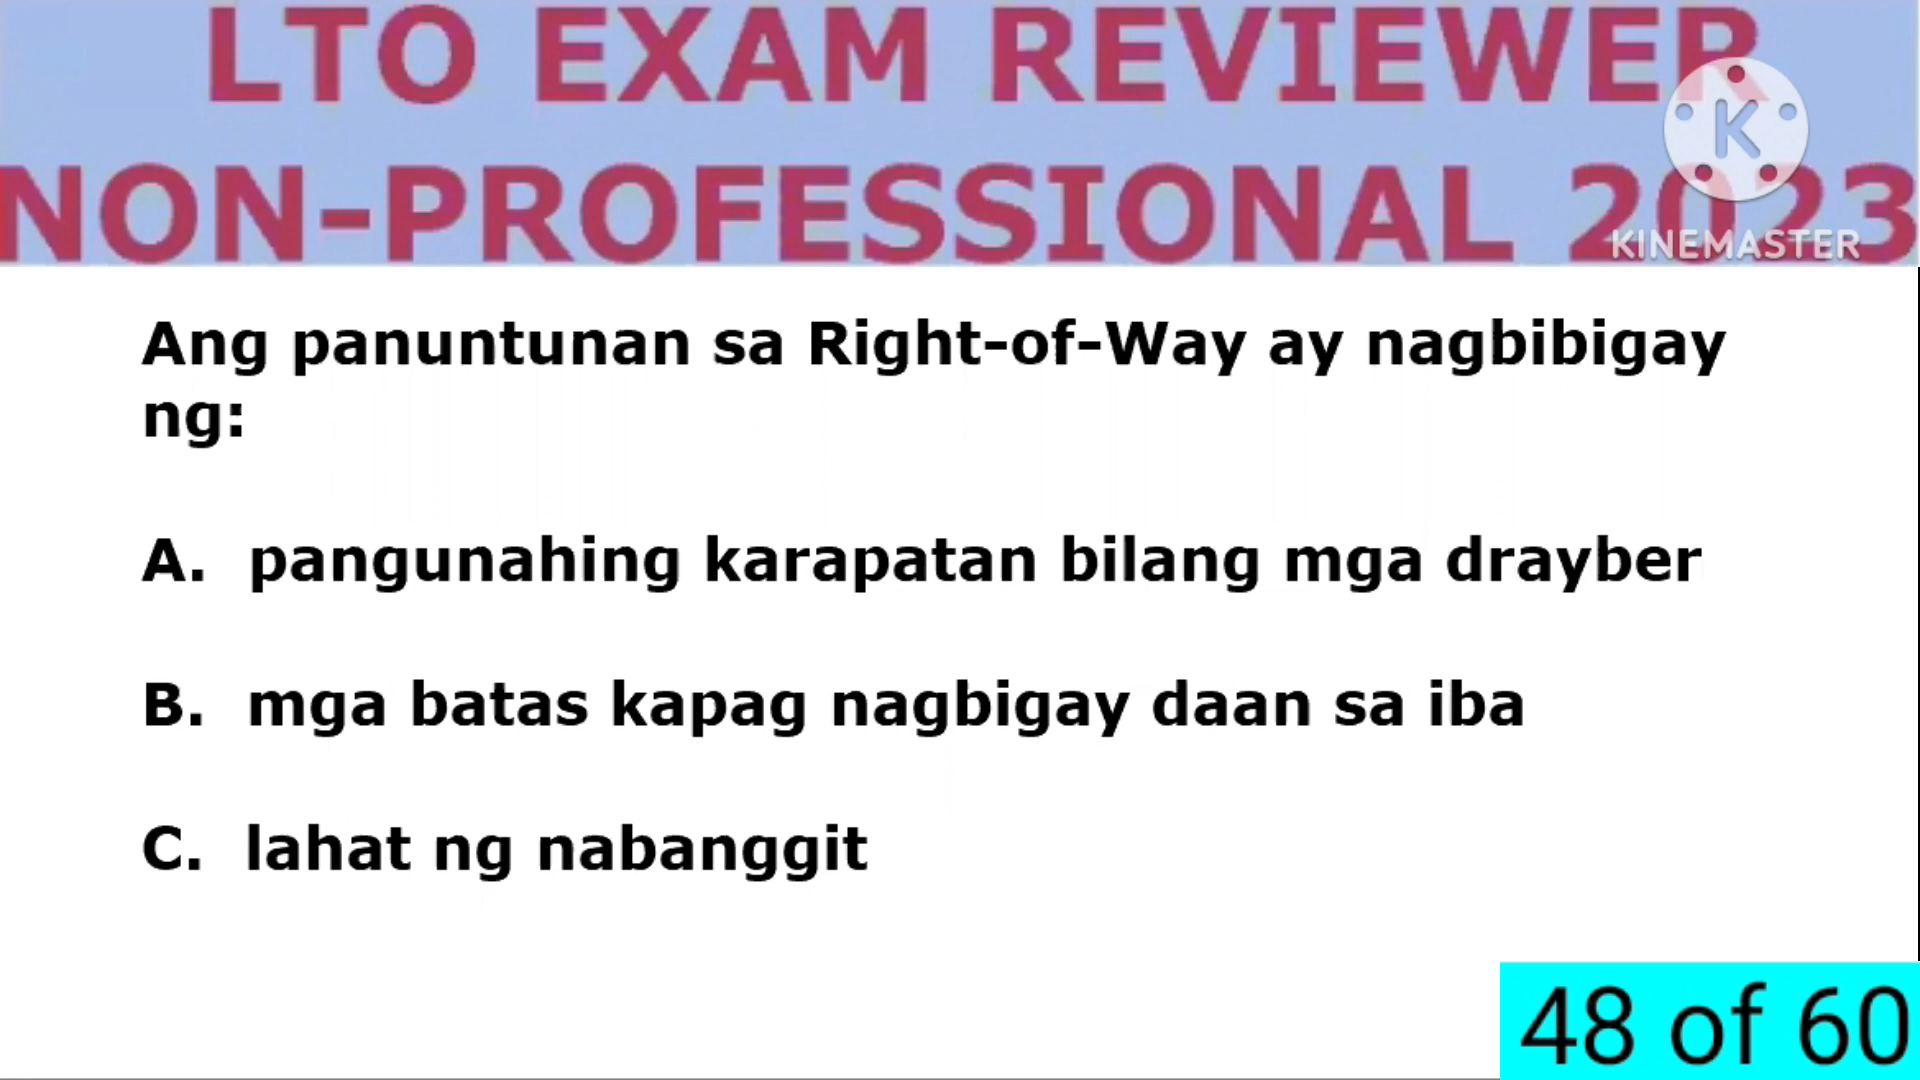 LTO EXAM REVIEWER
NON-PROFESSIONAL 2023
K
KINEMASTER
Ang panuntunan sa Right-of-Way ay nagbibigay
ng:
A. pangunahing karapatan bilang mga drayber
B. mga batas kapag nagbigay daan sa iba
C. lahat ng nabanggit
48 of 60